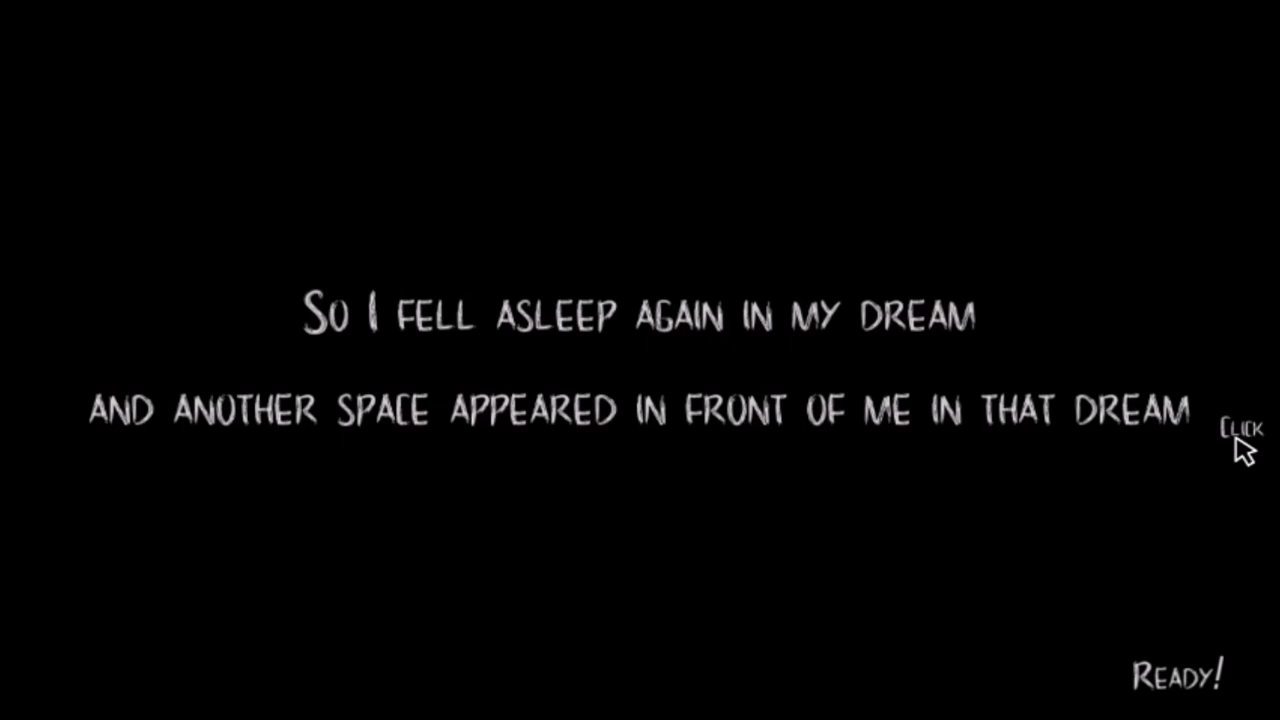 So I fell asleep again in my dream
and another space appeared in front of me in that dream
Click
Ready!